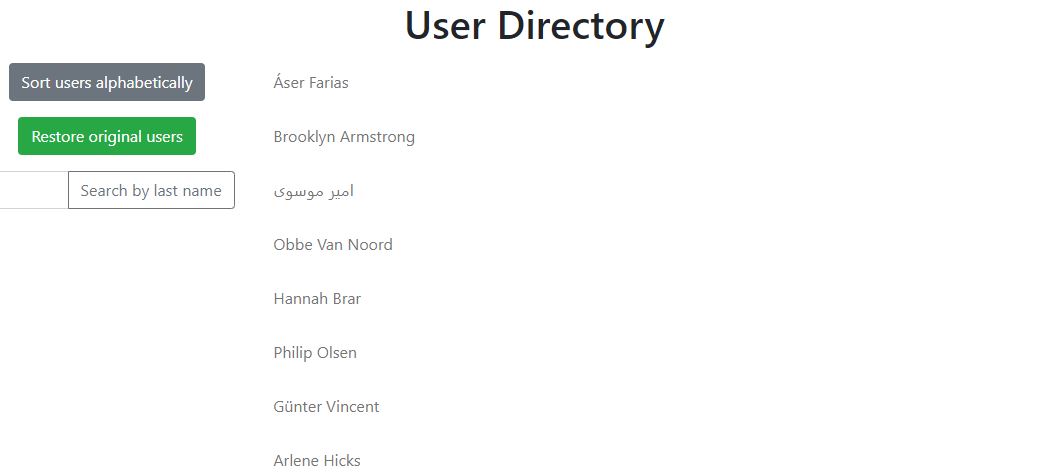 User Directory
Sort users alphabetically
Restore original users
Search by last name
Áser Farias
Brooklyn Armstrong
امیر موسوی
Obbe Van Noord
Hannah Brar
Philip Olsen
Günter Vincent
Arlene Hicks